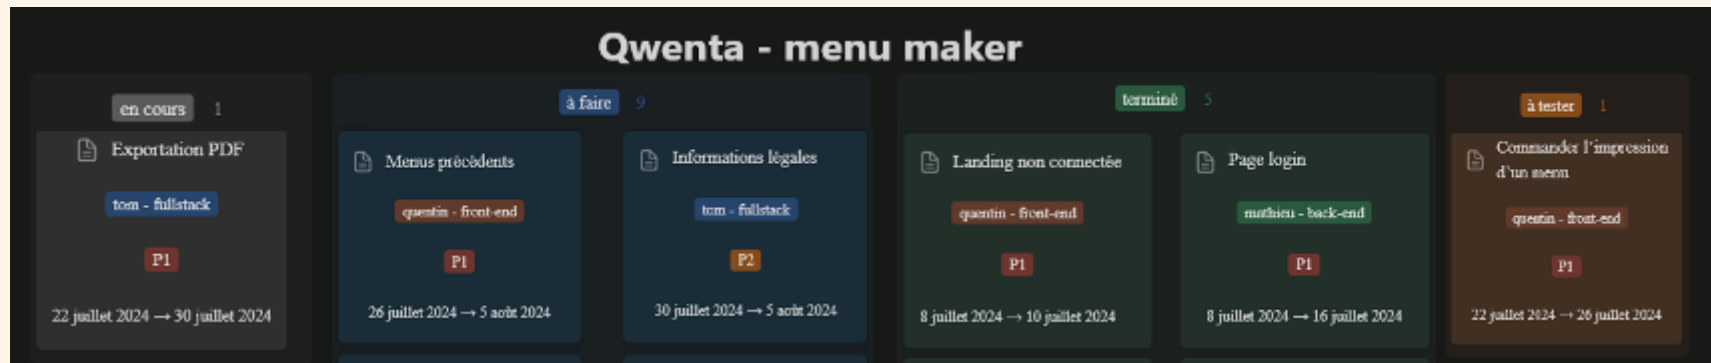 Qwenta - menu maker
en cours 1
Exportation PDF
tom - fullstack
P1
22 juillet 2024 → 30 juillet 2024
à faire 9
Menus précédents
quentin - front-end
P1
26 juillet 2024 → 5 août 2024
Informations légales
tom - fullstack
P2
30 juillet 2024 → 5 août 2024
terminé 5
Landing non connectée
quentin - front-end
P1
8 juillet 2024 → 10 juillet 2024
Page login
mathieu - back-end
P1
8 juillet 2024 → 16 juillet 2024
à tester 1
Commander l'impression
d'un menu
quentin - front-end
P1
22 juillet 2024 → 26 juillet 2024